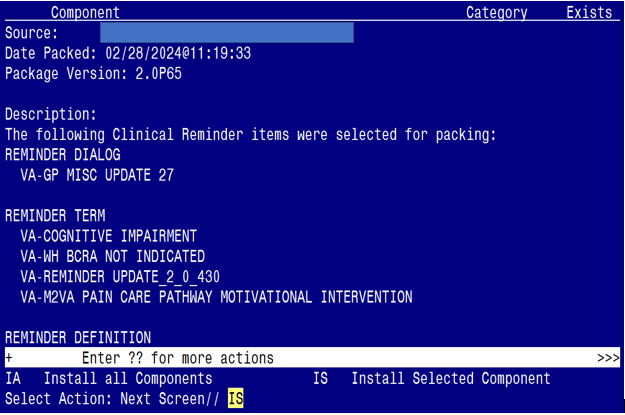 Component Category Exists
Source:
Date Packed: 02/28/2024@11:19:33
Package Version: 2.0P65
Description:
The following Clinical Reminder items were selected for packing:
REMINDER DIALOG
VA-GP MISC UPDATE 27
REMINDER TERM
VA-COGNITIVE IMPAIRMENT
VA-WH BCRA NOT INDICATED
VA-REMINDER UPDATE_2_0_430
VA-M2VA PAIN CARE PATHWAY MOTIVATIONAL INTERVENTION
REMINDER DEFINITION
+ Enter ?? for more actions >>>
IA Install all Components IS Install Selected Component
Select Action: Next Screen// IS